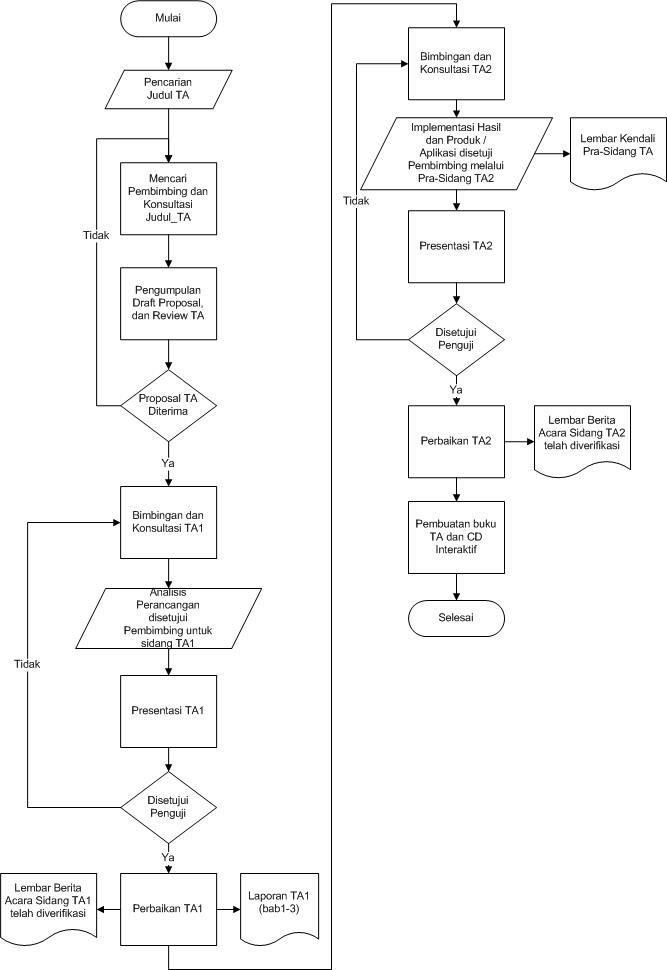 Mulai
Pencarian
Judul TA
Mencari
Pembimbing dan
Konsultasi
Judul_TA
Tidak
Pengumpulan
Draft Proposal,
dan Review TA
Proposal TA
Diterima
Ya
Bimbingan dan
Konsultasi TA1
Analisis
Perancangan
disetujui
Pembimbing untuk
sidang TA1
Tidak
Presentasi TA1
Disetujui
Penguji
Ya
Lembar Berita
Acara Sidang TA1
telah diverifikasi
Perbaikan TA1
Laporan TA1
(bab1-3)
Bimbingan dan
Konsultasi TA2
Implementasi Hasil
dan Produk /
Aplikasi disetuji
Pembimbing melalui
Pra-Sidang TA2
Lembar Kendali
Pra-Sidang TA
Tidak
Presentasi TA2
Disetujui
Penguji
Ya
Perbaikan TA2
Lembar Berita
Acara Sidang TA2
telah diverifikasi
Pembuatan buku
TA dan CD
Interaktif
Selesai